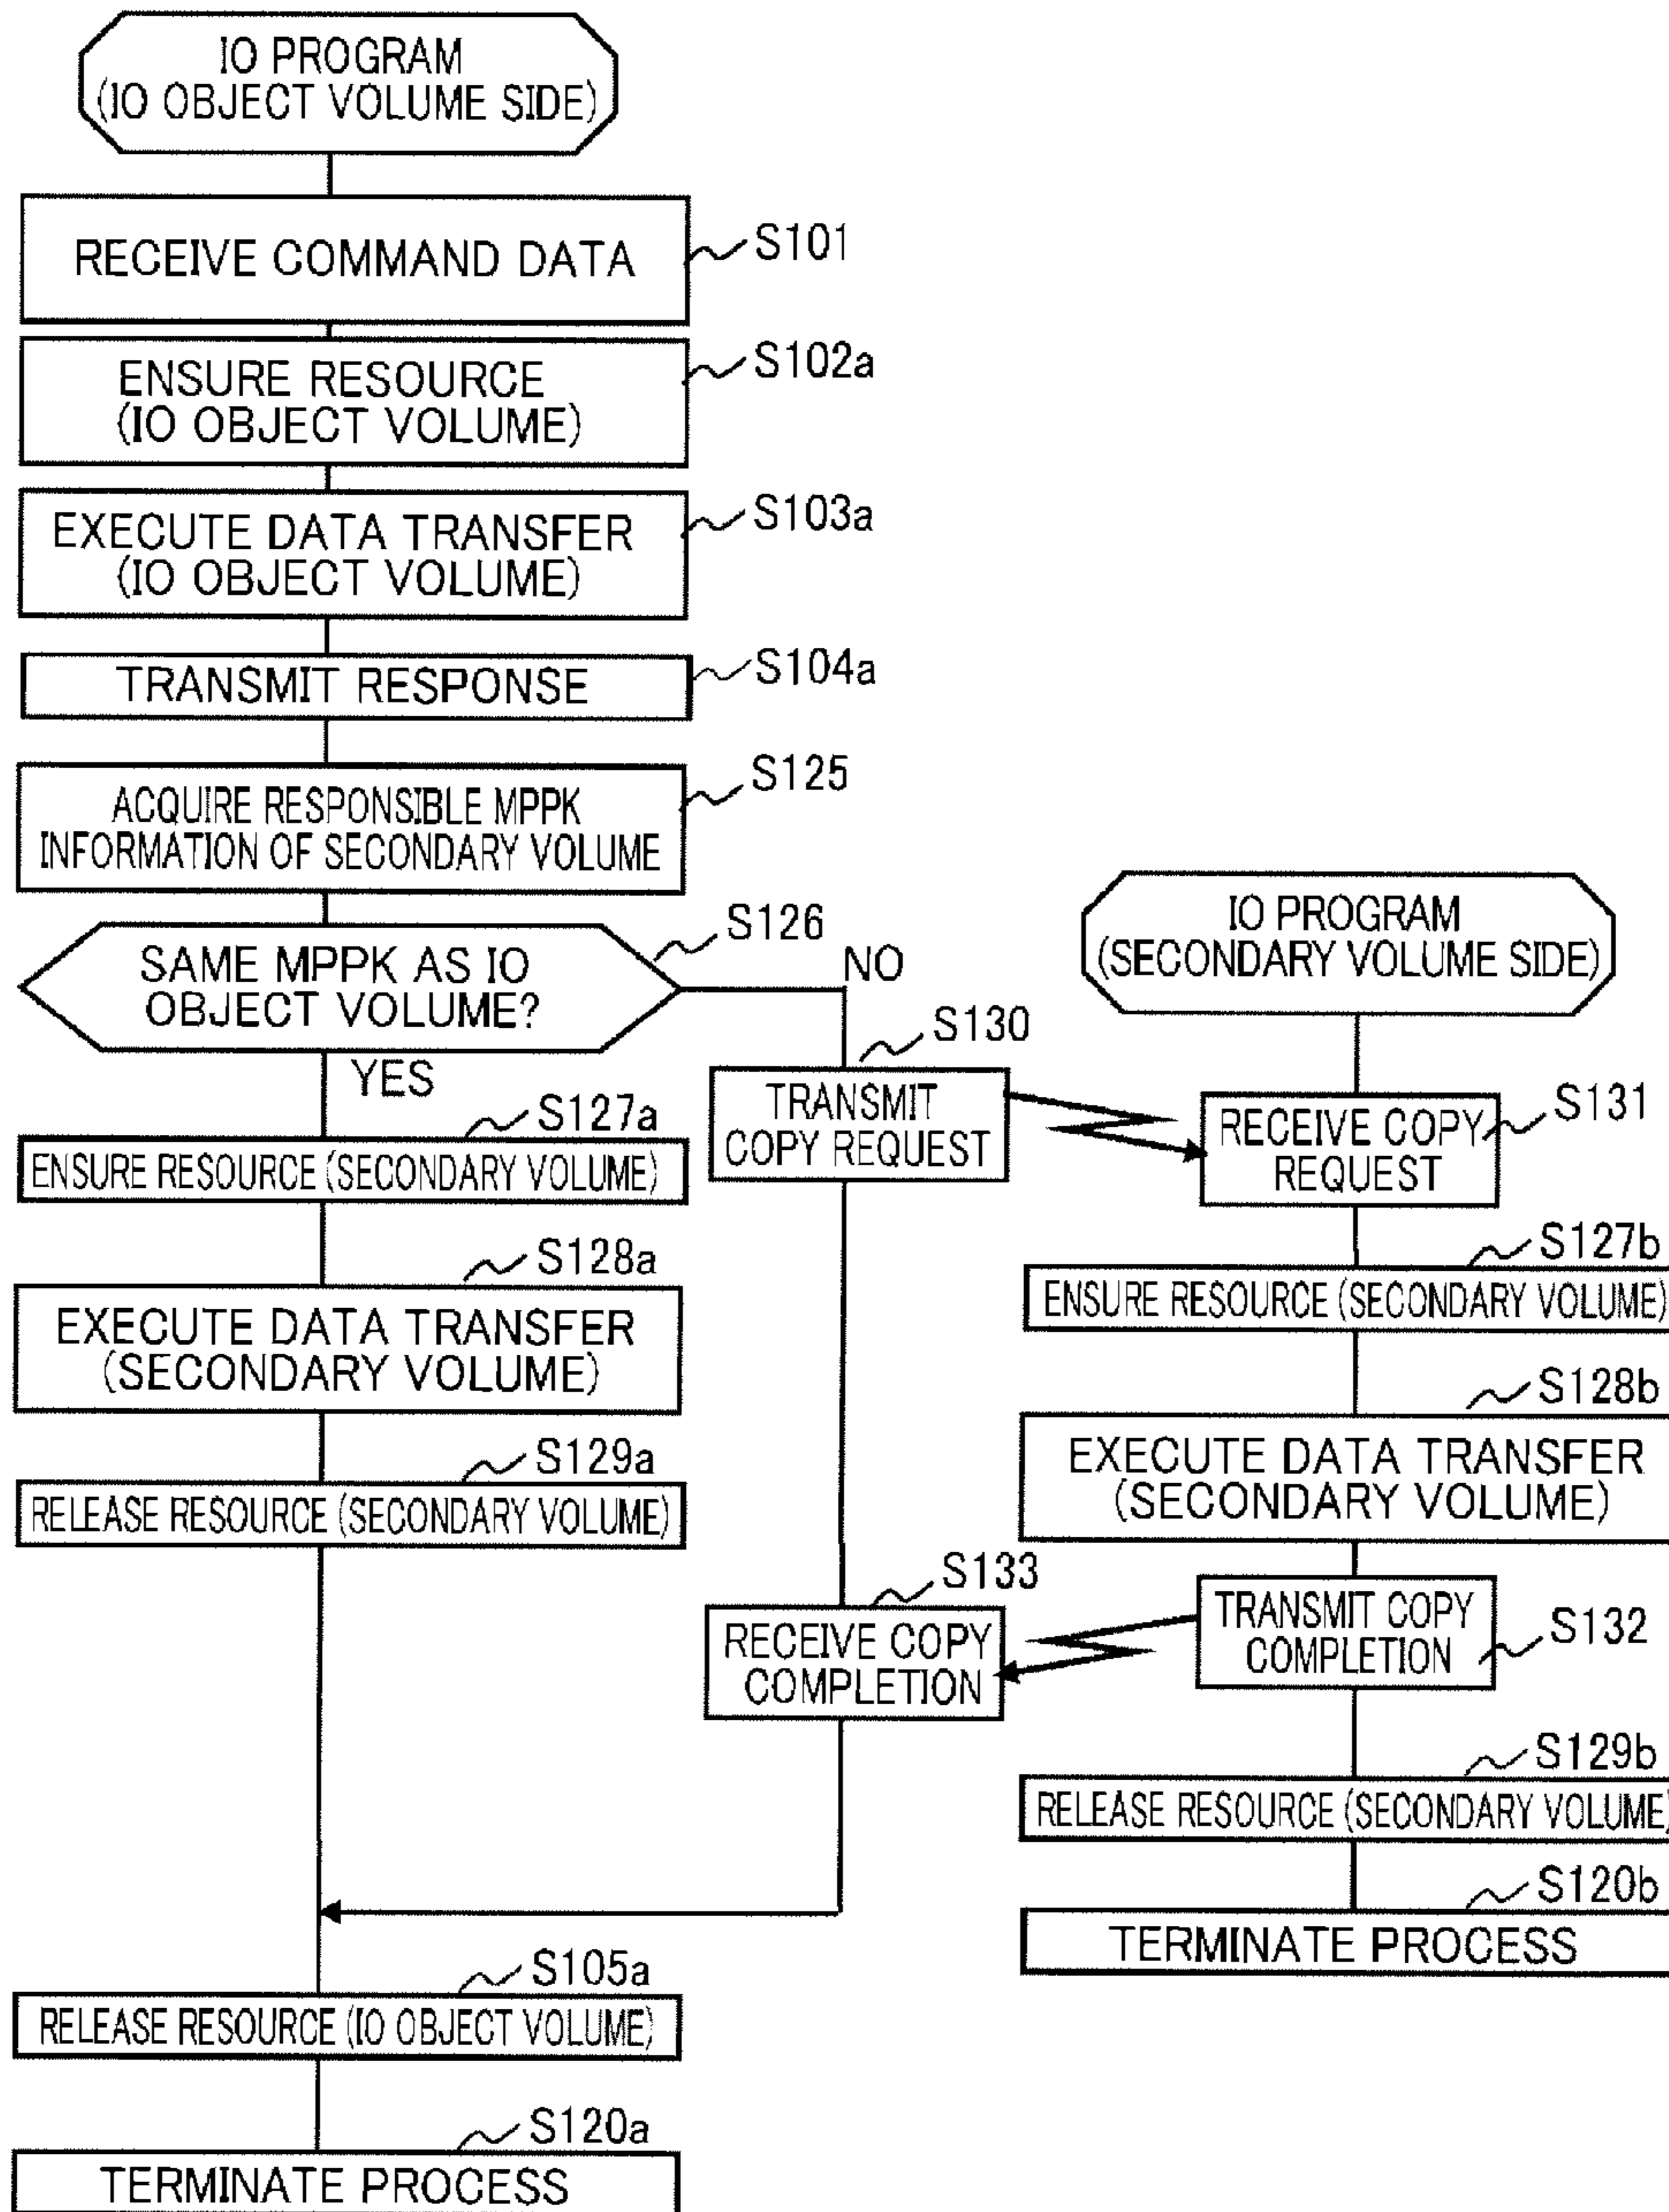 IO PROGRAM
(IO OBJECT VOLUME SIDE)
RECEIVE COMMAND DATA
S101
ENSURE RESOURCE
(IO OBJECT VOLUME)
S102a
EXECUTE DATA TRANSFER
(IO OBJECT VOLUME)
S103a
TRANSMIT RESPONSE
S104a
ACQUIRE RESPONSIBLE MPPK
INFORMATION OF SECONDARY VOLUME
S125
SAME MPPK AS IO
OBJECT VOLUME?
S126
NO
YES
S127a
ENSURE RESOURCE (SECONDARY VOLUME)
S128a
EXECUTE DATA TRANSFER
(SECONDARY VOLUME)
S129a
RELEASE RESOURCE (SECONDARY VOLUME)
S130
TRANSMIT
COPY REQUEST
S133
RECEIVE COPY
COMPLETION
IO PROGRAM
(SECONDARY VOLUME SIDE)
RECEIVE COPY
REQUEST
S131
S127b
ENSURE RESOURCE (SECONDARY VOLUME)
S128b
EXECUTE DATA TRANSFER
(SECONDARY VOLUME)
TRANSMIT COPY
COMPLETION
S132
S129b
RELEASE RESOURCE (SECONDARY VOLUME)
S120b
TERMINATE PROCESS
S105a
RELEASE RESOURCE (IO OBJECT VOLUME)
S120a
TERMINATE PROCESS